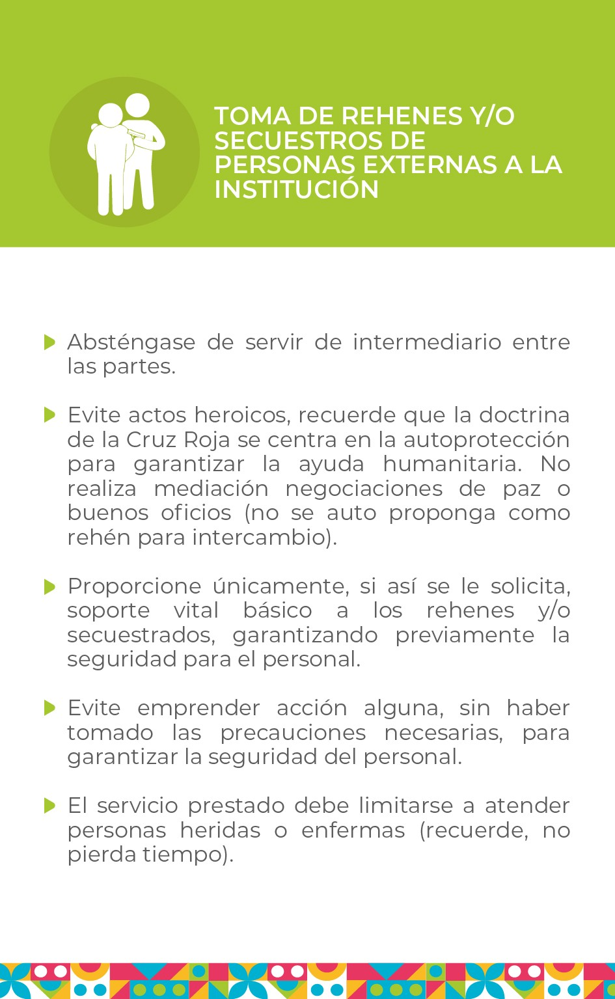 TOMA DE REHENES Y/O
SECUESTROS DE
PERSONAS EXTERNAS A LA
INSTITUCIÓN
Absténgase de servir de intermediario entre
las partes.
Evite actos heroicos, recuerde que la doctrina
de la Cruz Roja se centra en la autoprotección
para garantizar la ayuda humanitaria. No
realiza mediación negociaciones de paz o
buenos oficios (no se auto proponga como
rehén para intercambio).
Proporcione únicamente, si así se le solicita,
soporte vital básico a los rehenes y/o
secuestrados, garantizando previamente la
seguridad para el personal.
Evite emprender acción alguna, sin haber
tomado las precauciones necesarias, para
garantizar la seguridad del personal.
El servicio prestado debe limitarse a atender
personas heridas o enfermas (recuerde, no
pierda tiempo).